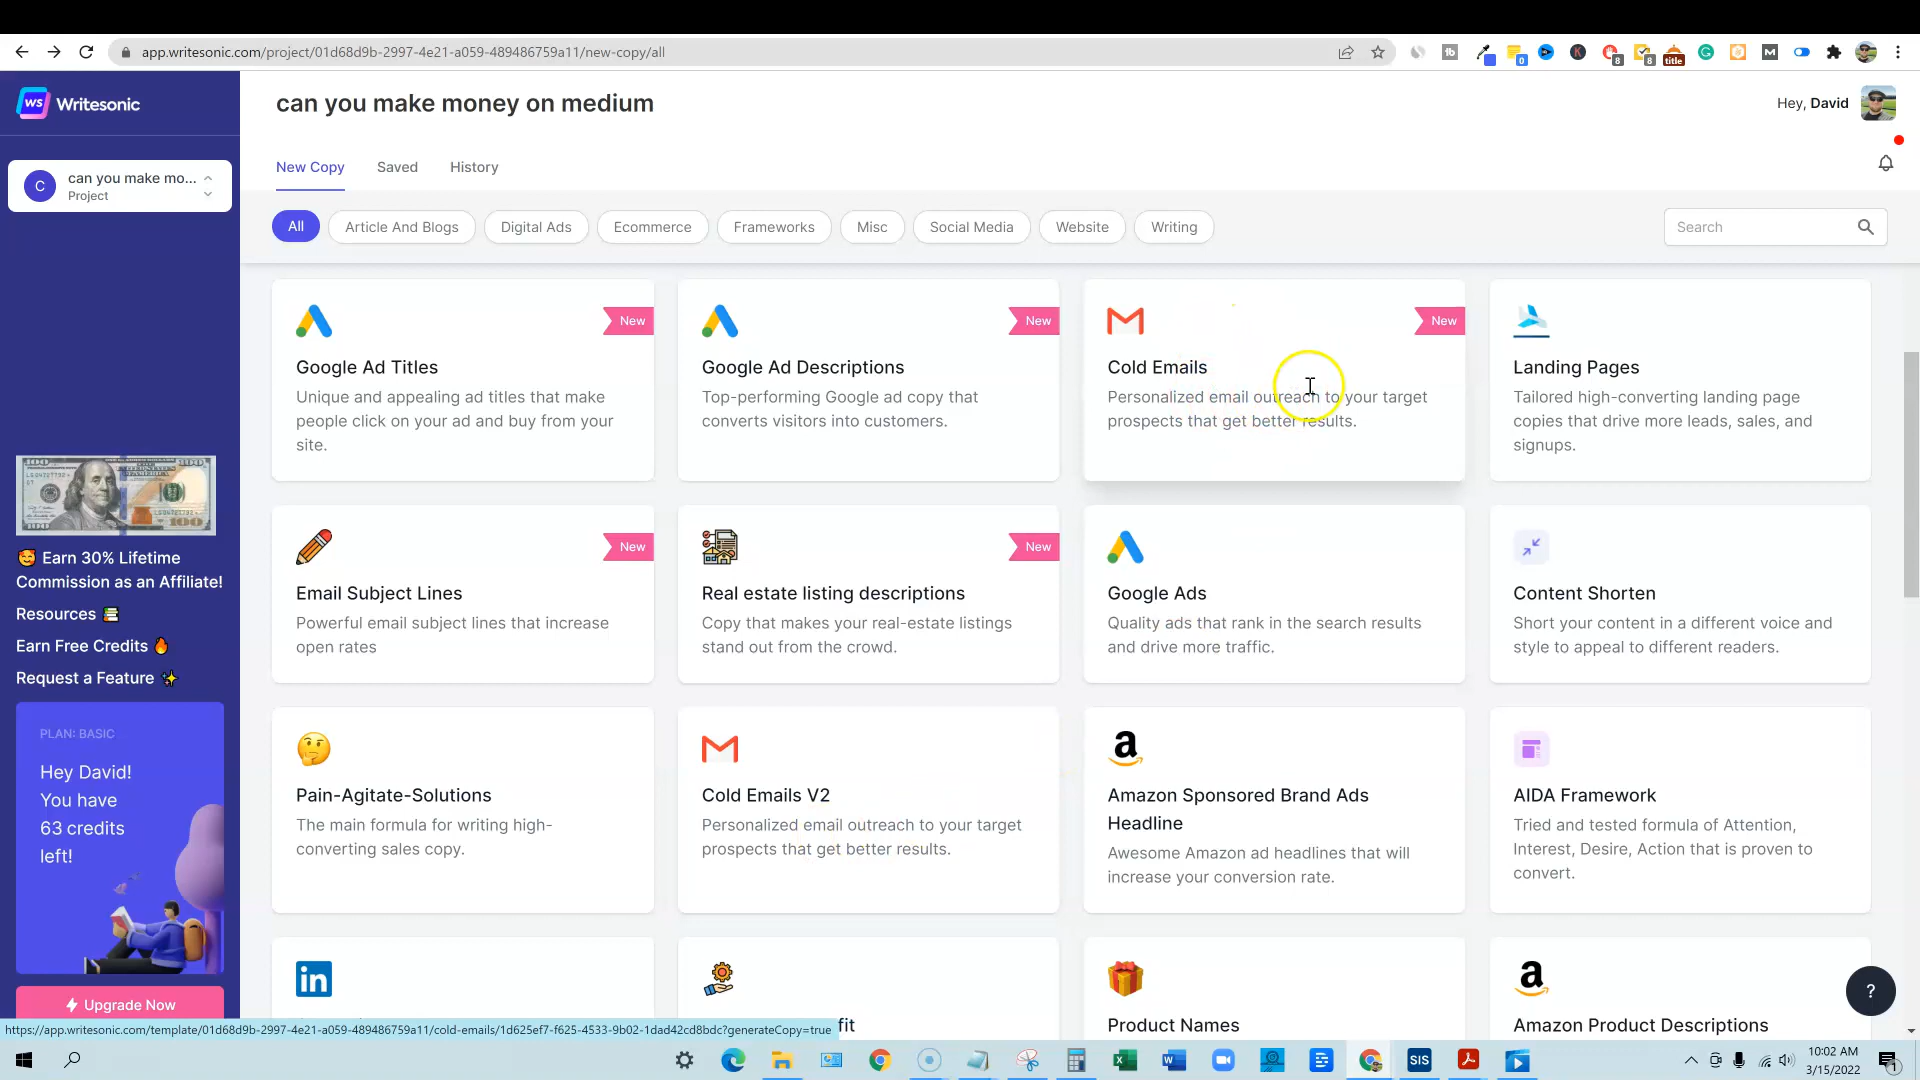 app.writesonic.com/project/01d68d9b-2997-4e21-a059-489486759a11/new-copy/all
0
8
8
title
WS Writesonic
can you make money on medium
Hey, David
C
can you make mo...
Project
New Copy
Saved
History
All
Article And Blogs
Digital Ads
Ecommerce
Frameworks
Misc
Social Media
Website
Writing
Search
Google Ad Titles
New
Unique and appealing ad titles that make
people click on your ad and buy from your
site.
Google Ad Descriptions
New
Top-performing Google ad copy that
converts visitors into customers.
Cold Emails
New
Personalized email outreach to your target
prospects that get better results.
Landing Pages
Tailored high-converting landing page
copies that drive more leads, sales, and
signups.
Email Subject Lines
New
Powerful email subject lines that increase
open rates
Real estate listing descriptions
New
Copy that makes your real-estate listings
stand out from the crowd.
Google Ads
Quality ads that rank in the search results
and drive more traffic.
Content Shorten
Short your content in a different voice and
style to appeal to different readers.
Pain-Agitate-Solutions
The main formula for writing high-
converting sales copy.
Cold Emails V2
Personalized email outreach to your target
prospects that get better results.
Amazon Sponsored Brand Ads
Headline
Awesome Amazon ad headlines that will
increase your conversion rate.
AIDA Framework
Tried and tested formula of Attention,
Interest, Desire, Action that is proven to
convert.
Product Names
Amazon Product Descriptions
Earn 30% Lifetime
Commission as an Affiliate!
Resources
Earn Free Credits
Request a Feature
PLAN: BASIC
Hey David!
You have
63 credits
left!
Upgrade Now
?
https://app.writesonic.com/template/01d68d9b-2997-4e21-a059-489486759a11/cold-emails/1d625ef7-f625-4533-9b02-1dad42cd8bdc?generateCopy=true
fit
SIS
10:02 AM
3/15/2022
1